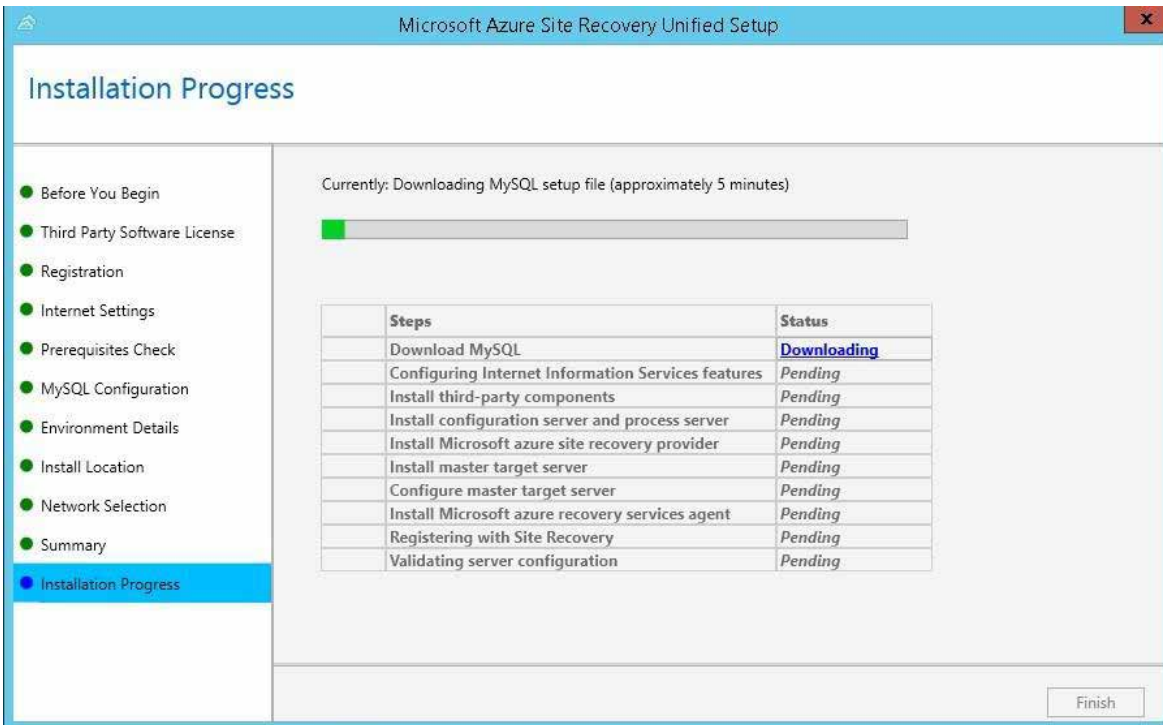 Microsoft Azure Site Recovery Unified Setup
x
Installation Progress
Before You Begin
Third Party Software License
Registration
Internet Settings
Prerequisites Check
MySQL Configuration
Environment Details
Install Location
Network Selection
Summary
Installation Progress
Currently: Downloading MySQL setup file (approximately 5 minutes)
Steps Status
Download MySQL Downloading
Configuring Internet Information Services features Pending
Install third-party components Pending
Install configuration server and process server Pending
Install Microsoft azure site recovery provider Pending
Install master target server Pending
Configure master target server Pending
Install Microsoft azure recovery services agent Pending
Registering with Site Recovery Pending
Validating server configuration Pending
Finish